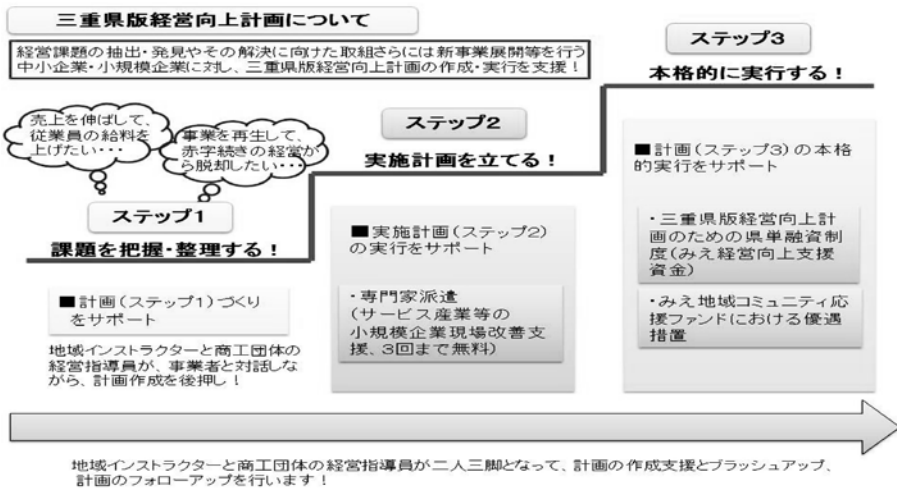 三重県版経営向上計画について
経営課題の抽出・発見やその解決に向けた取組さらには新事業展開等を行う
中小企業・小規模企業に対し、三重県版経営向上計画の作成・実行を支援！
売上を伸ばして、
従業員の給料を
上げたい・・・
事業を再生して、
赤字続きの経営か
ら脱却したい・・・
ステップ1
課題を把握・整理する！
■計画（ステップ1）づくり
をサポート
地域インストラクターと商工団体の
経営指導員が、事業者と対話しな
がら、計画作成を後押し！
ステップ2
実施計画を立てる！
■実施計画（ステップ2）
の実行をサポート
・専門家派遣
（サービス産業等の
小規模企業現場改善支
援、3回まで無料）
ステップ3
本格的に実行する！
■計画（ステップ3）の本格
的実行をサポート
・三重県版経営向上計
画のための県単融資制
度（みえ経営向上支援
資金）
・みえ地域コミュニティ応
援ファンドにおける優遇
措置
地域インストラクターと商工団体の経営指導員が二人三脚となって、計画の作成支援とブラッシュアップ、
計画のフォローアップを行います！